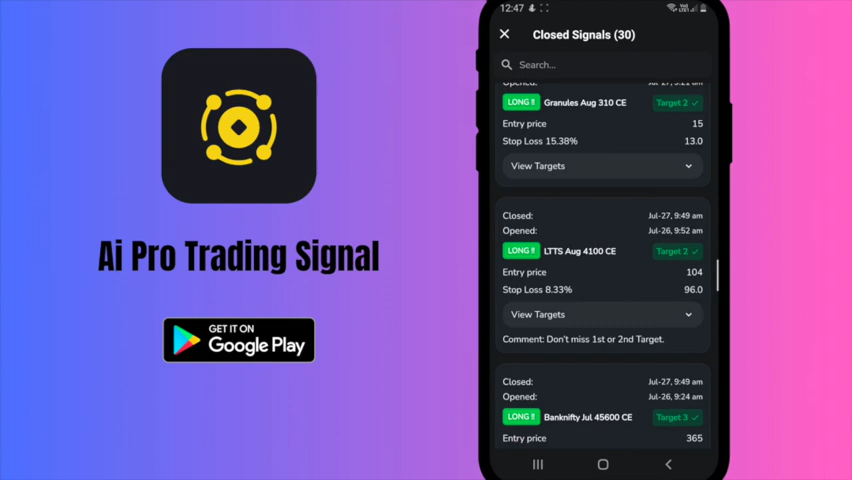 Ai Pro Trading Signal
GET IT ON
Google Play
12:47
Closed Signals (30)
Search...
Opened:
LONG !! Granules Aug 310 CE Target 2 ✓
Entry price 15
Stop Loss 15.38% 13.0
View Targets
Closed: Jul-27, 9:49 am
Opened: Jul-26, 9:52 am
LONG !! LTTS Aug 4100 CE Target 2 ✓
Entry price 104
Stop Loss 8.33% 96.0
View Targets
Comment: Don't miss 1st or 2nd Target.
Closed: Jul-27, 9:49 am
Opened: Jul-26, 9:24 am
LONG !! Banknifty Jul 45600 CE Target 3 ✓
Entry price 365